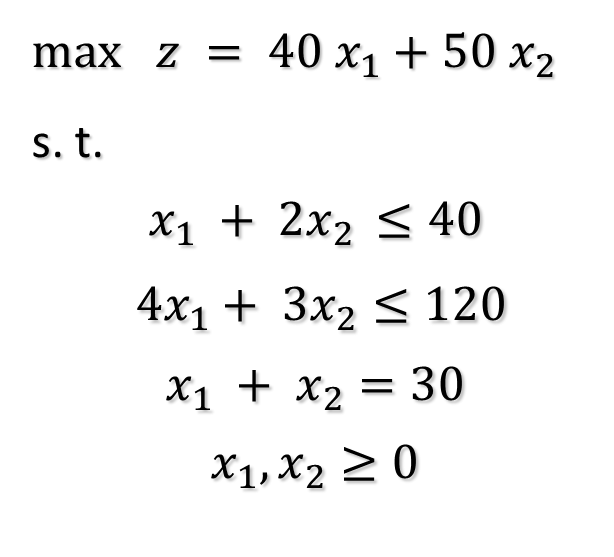 max z = 40 x₁ + 50 x₂
s. t.
x₁ + 2x₂ ≤ 40
4x₁ + 3x₂ ≤ 120
x₁ + x₂ = 30
x₁, x₂ ≥ 0